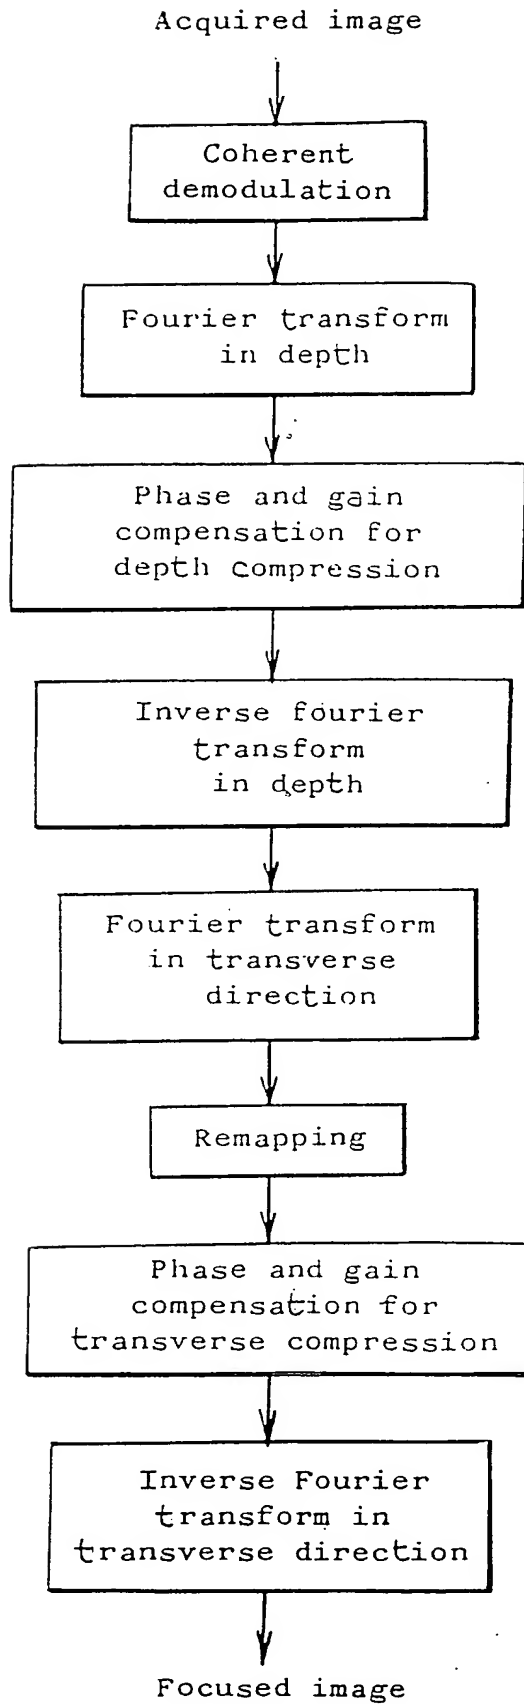 Acquired image
Coherent
demodulation
Fourier transform
in depth
Phase and gain
compensation for
depth compression
Inverse fourier
transform
in depth
Fourier transform
in transverse
direction
Remapping
Phase and gain
compensation for
transverse compression
Inverse Fourier
transform in
transverse direction
Focused image